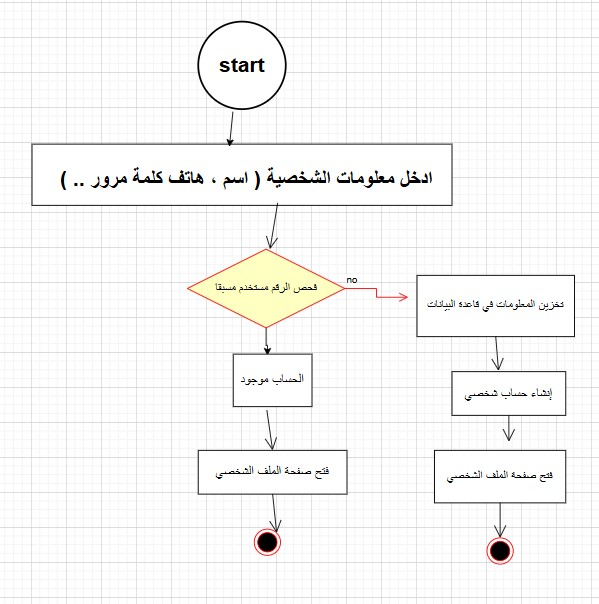 start
ادخل معلومات الشخصية ( اسم ، هاتف كلمة مرور .. )
فحص الرقم مستخدم مسبقا
no
تخزين المعلومات في قاعدة البيانات
الحساب موجود
إنشاء حساب شخصي
فتح صفحة الملف الشخصي
فتح صفحة الملف الشخصي